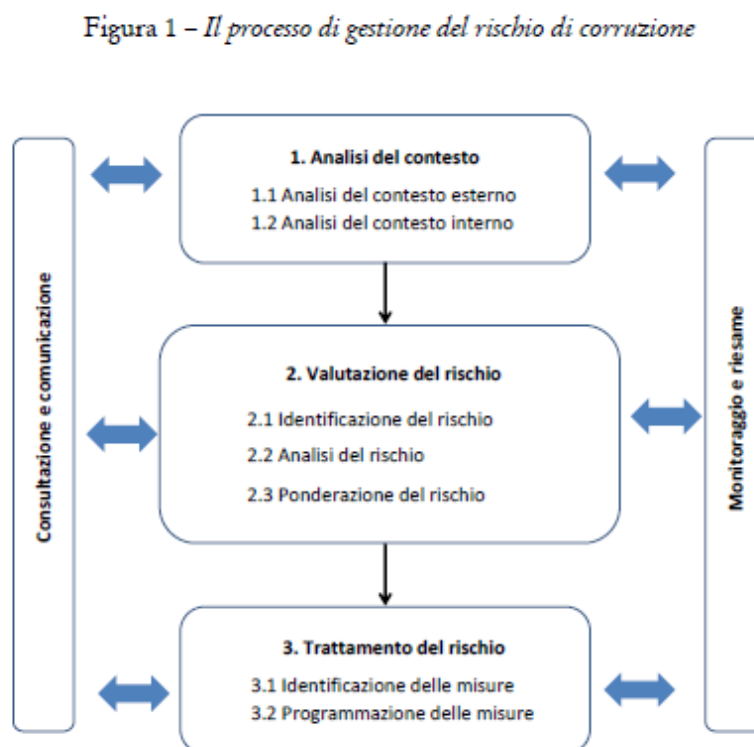 Figura 1 – Il processo di gestione del rischio di corruzione
Consultazione e comunicazione
1. Analisi del contesto
1.1 Analisi del contesto esterno
1.2 Analisi del contesto interno
2. Valutazione del rischio
2.1 Identificazione del rischio
2.2 Analisi del rischio
2.3 Ponderazione del rischio
3. Trattamento del rischio
3.1 Identificazione delle misure
3.2 Programmazione delle misure
Monitoraggio e riesame